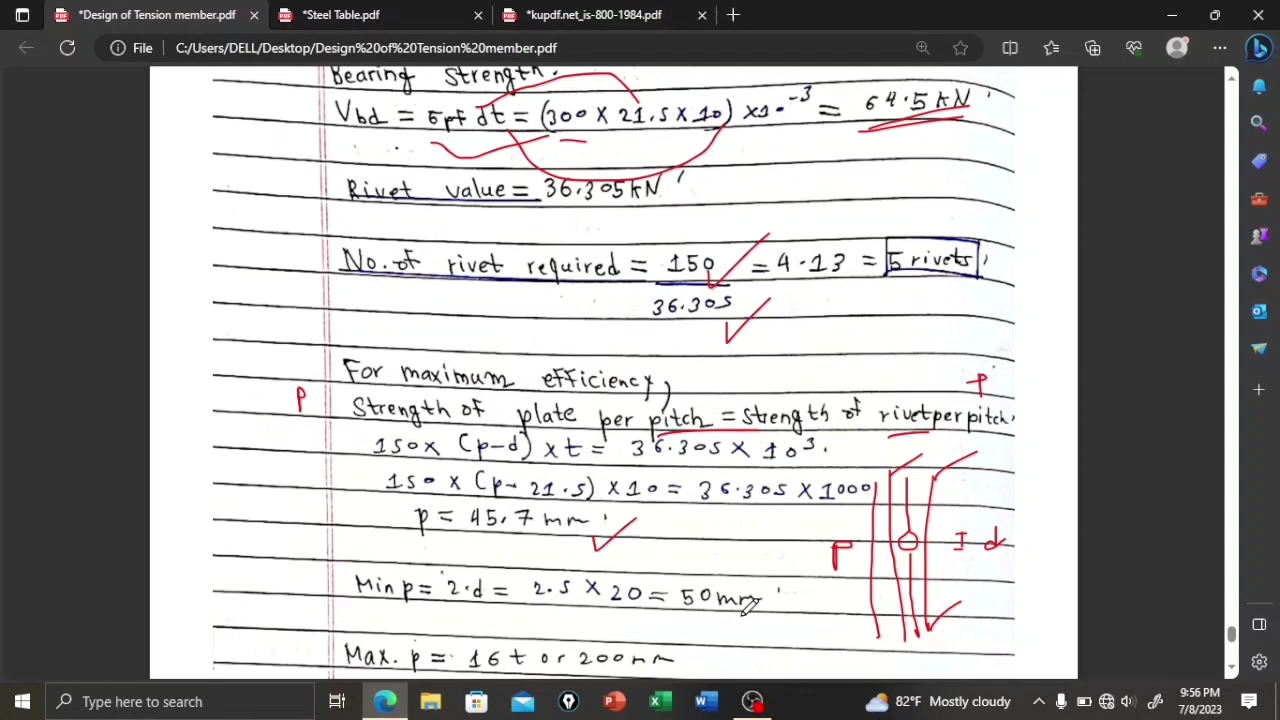 *Design of Tension member.pdf
*Steel Table.pdf
*kupdf.net_is-800-1984.pdf
File
C:/Users/DELL/Desktop/Design%20of%20Tension%20member.pdf
Bearing Strength.
Vbd = σpf dt = (300 × 21.5 × 10) × 10⁻³ = 64.5 kN
Rivet value = 36.305 kN
No. of rivet required = 150 = 4.13 = 5 rivets
36.305
For maximum efficiency,
P
P
Strength of plate per pitch = strength of rivet per pitch.
150 × (p-d) × t = 36.305 × 10³.
150 × (p - 21.5) × 10 = 36.305 × 1000
p = 45.7 mm.
P
I d
Min p = 2.d = 2.5 × 20 = 50 mm
Max. p = 16 t or 200 mm
Type here to search
82°F Mostly cloudy
9:56 PM
7/8/2023